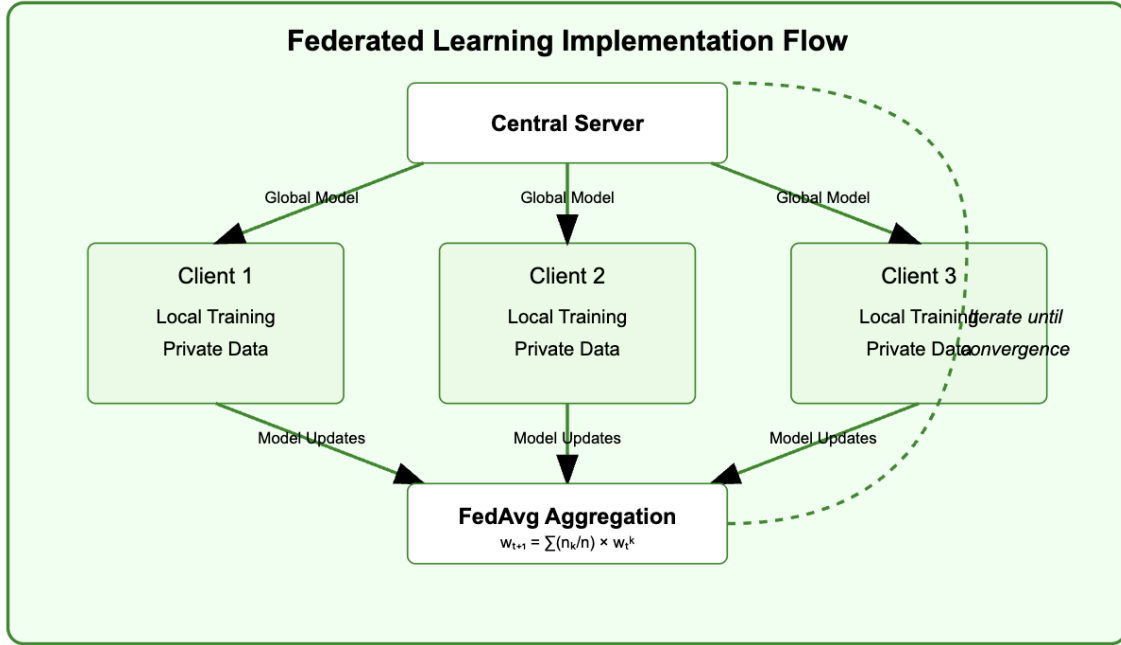 Federated Learning Implementation Flow
Central Server
Global Model
Global Model
Global Model
Client 1
Local Training
Private Data
Client 2
Local Training
Private Data
Client 3
Local Training
Private Data
Iterate until
convergence
Model Updates
Model Updates
Model Updates
FedAvg Aggregation
wₜ₊₁ = ∑(nₖ/n) × wₜᵏ